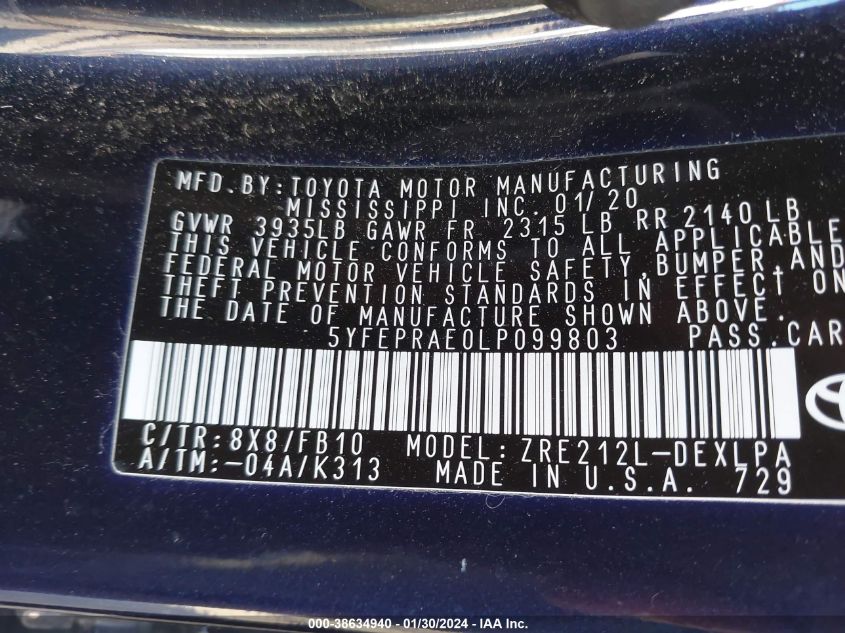 MFD.BY:TOYOTA MOTOR MANUFACTURING
MISSISSIPPI INC. 01/20
GVWR 3935LB GAWR FR 2315 LB RR 2140 LB
THIS VEHICLE CONFORMS TO ALL APPLICABLE
FEDERAL MOTOR VEHICLE SAFETY,BUMPER,AND
THEFT PREVENTION STANDARDS IN EFFECT ON
THE DATE OF MANUFACTURE SHOWN ABOVE.
5YFEPRAE0LP099803 PASS.CAR
C/TR:8X8/FB10 MODEL:ZRE212L-DEXLPA
A/TM:-04A/K313 MADE IN U.S.A. 729
000-38634940 - 01/30/2024 - IAA Inc.